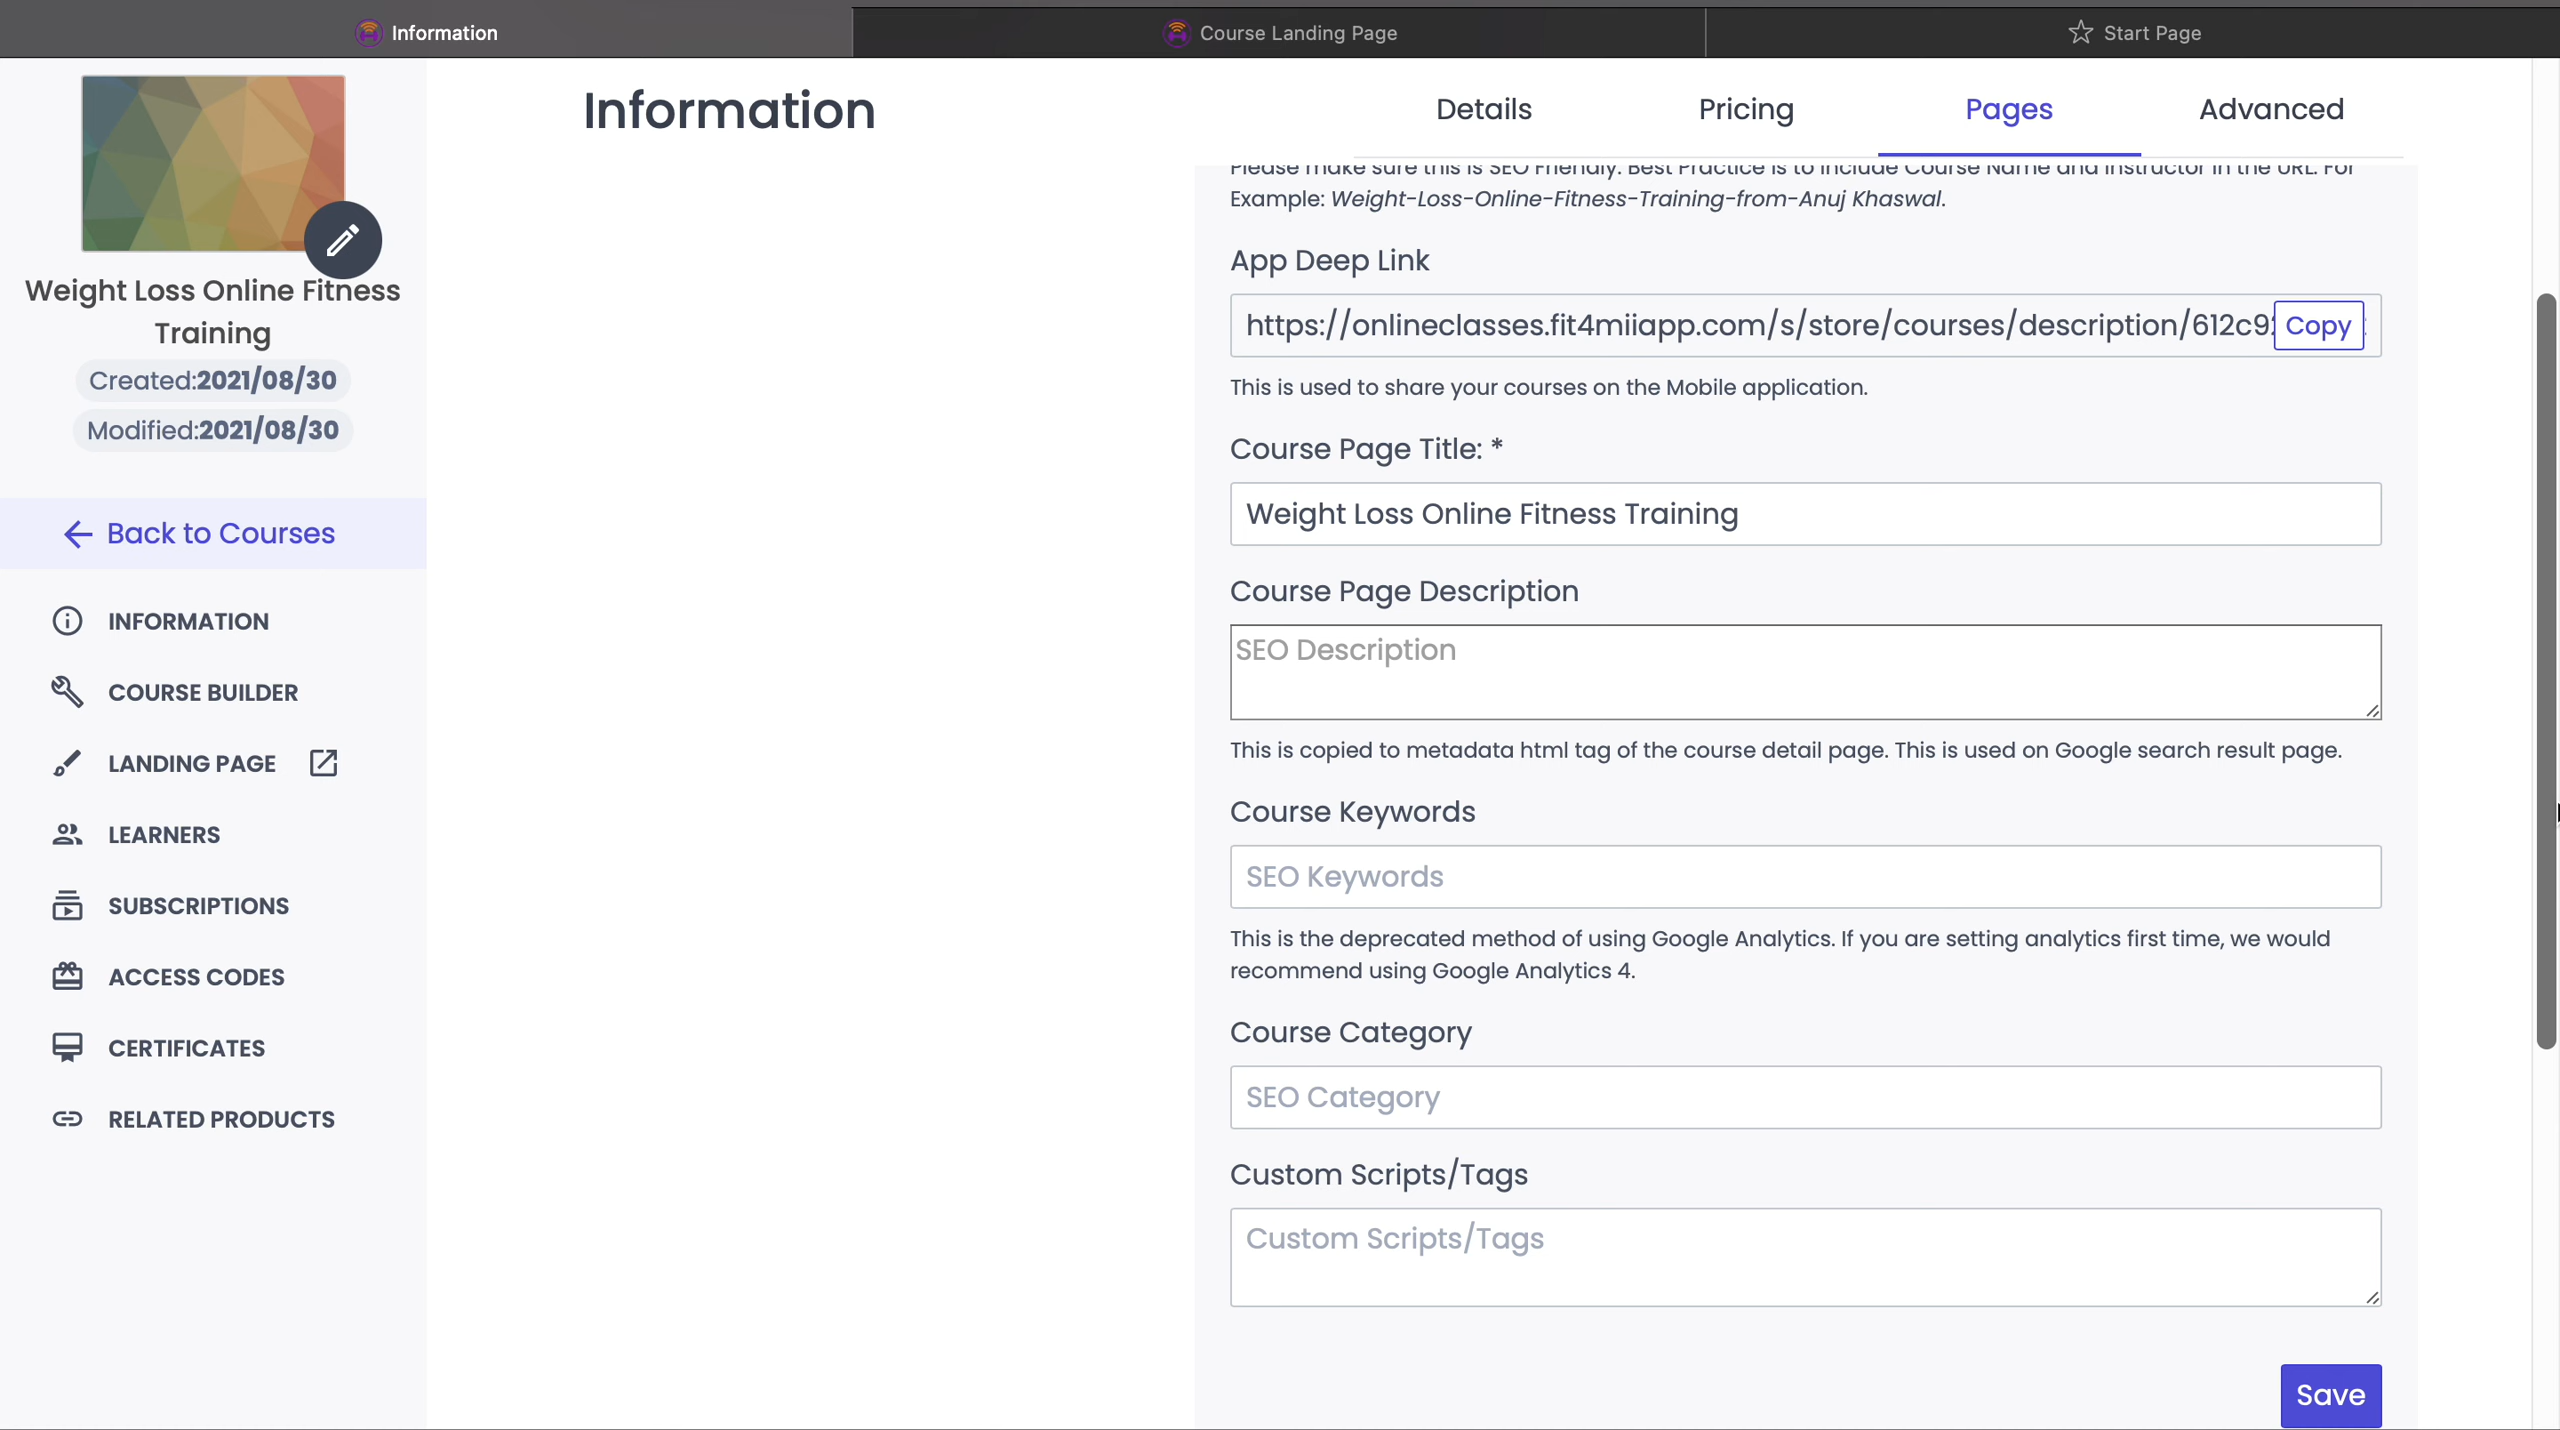 Information
Course Landing Page
Start Page
Weight Loss Online Fitness
Training
Created:2021/08/30
Modified:2021/08/30
Back to Courses
INFORMATION
COURSE BUILDER
LANDING PAGE
LEARNERS
SUBSCRIPTIONS
ACCESS CODES
CERTIFICATES
RELATED PRODUCTS
Information
Details
Pricing
Pages
Advanced
Please make sure this is SEO Friendly. Best Practice is to include Course Name and Instructor in the URL. For
Example: Weight-Loss-Online-Fitness-Training-from-Anuj Khaswal.
App Deep Link
https://onlineclasses.fit4miiapp.com/s/store/courses/description/612c92
Copy
This is used to share your courses on the Mobile application.
Course Page Title: *
Weight Loss Online Fitness Training
Course Page Description
SEO Description
This is copied to metadata html tag of the course detail page. This is used on Google search result page.
Course Keywords
SEO Keywords
This is the deprecated method of using Google Analytics. If you are setting analytics first time, we would
recommend using Google Analytics 4.
Course Category
SEO Category
Custom Scripts/Tags
Custom Scripts/Tags
Save